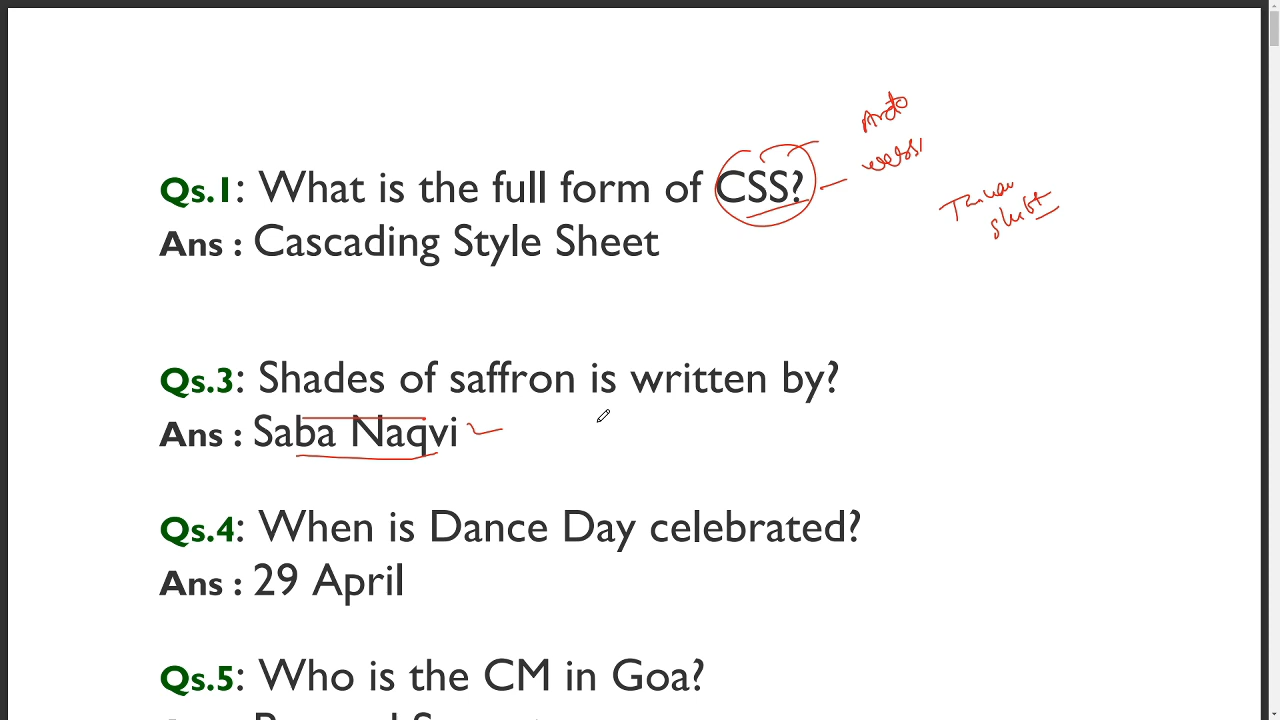 Qs.1: What is the full form of CSS?
Ans : Cascading Style Sheet
Qs.3: Shades of saffron is written by?
Ans : Saba Naqvi
Qs.4: When is Dance Day celebrated?
Ans : 29 April
Qs.5: Who is the CM in Goa?